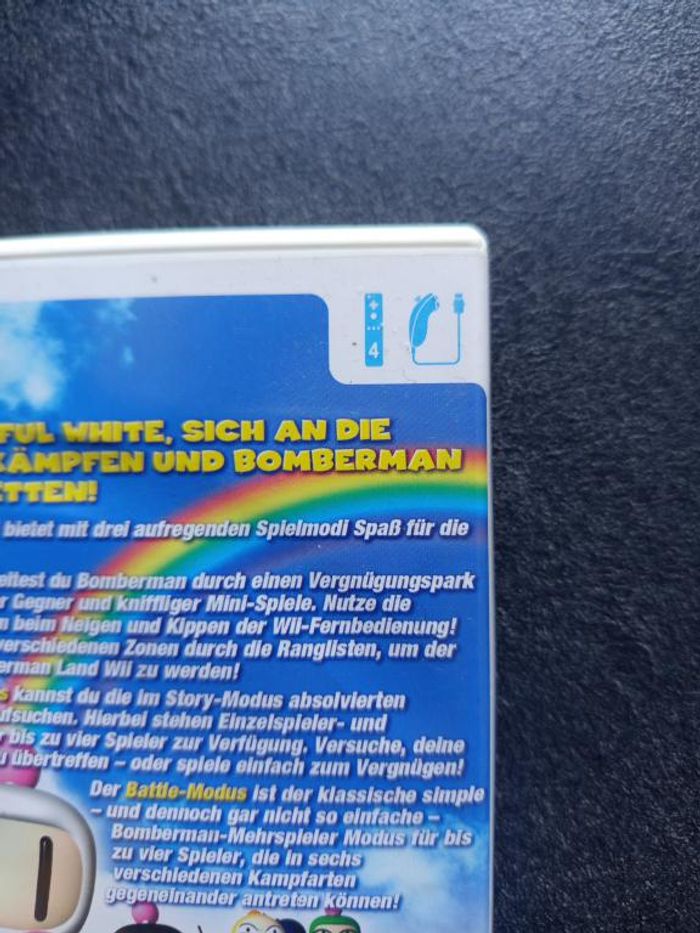 4
FUL WHITE, SICH AN DIE
KÄMPFEN UND BOMBERMAN
ETTEN!
bietet mit drei aufregenden Spielmodi Spaß für die
eitest du Bomberman durch einen Vergnügungspark
r Gegner und kniffliger Mini-Spiele. Nutze die
n beim Neigen und Kippen der Wii-Fernbedienung!
verschiedenen Zonen durch die Ranglisten, um der
erman Land Wii zu werden!
s kannst du die im Story-Modus absolvierten
ufsuchen. Hierbei stehen Einzelspieler- und
r bis zu vier Spieler zur Verfügung. Versuche, deine
u übertreffen – oder spiele einfach zum Vergnügen!
Der Battle-Modus ist der klassische simple
– und dennoch gar nicht so einfache –
Bomberman-Mehrspieler Modus für bis
zu vier Spieler, die in sechs
verschiedenen Kampfarten
gegeneinander antreten können!